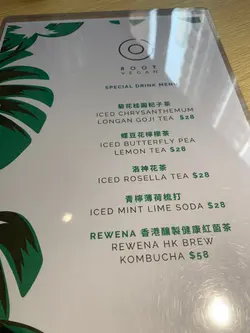 ROOT
VEGAN
SPECIAL DRINK MENU
菊花桂圓杞子茶
ICED CHRYSANTHEMUM
LONGAN GOJI TEA $28
蝶豆花檸檬茶
ICED BUTTERFLY PEA
LEMON TEA $28
洛神花茶
ICED ROSELLA TEA $28
青檸薄荷梳打
ICED MINT LIME SODA $28
REWENA 香港釀製健康紅菌茶
REWENA HK BREW
KOMBUCHA $58